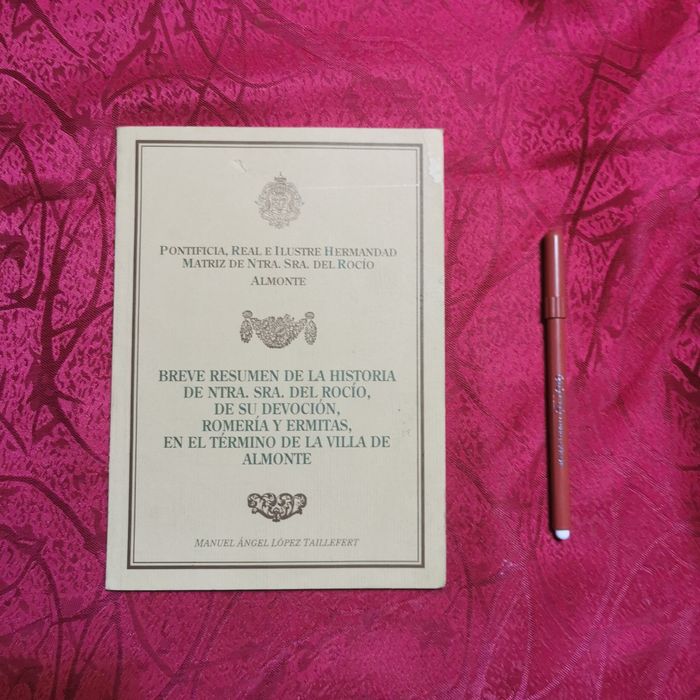 PONTIFICIA, REAL E ILUSTRE HERMANDAD
MATRIZ DE NTRA. SRA. DEL ROCÍO
ALMONTE
BREVE RESUMEN DE LA HISTORIA
DE NTRA. SRA. DEL ROCÍO,
DE SU DEVOCIÓN,
ROMERÍA Y ERMITAS,
EN EL TÉRMINO DE LA VILLA DE
ALMONTE
MANUEL ÁNGEL LÓPEZ TAILLEFERT